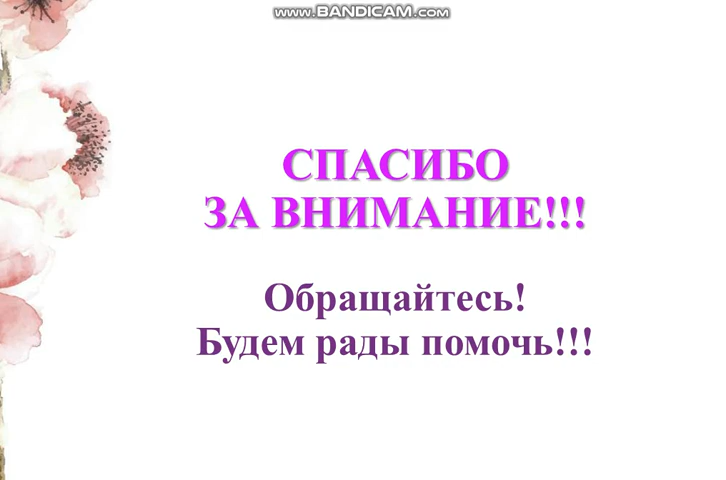 www.BANDICAM.com
СПАСИБО
ЗА ВНИМАНИЕ!!!
Обращайтесь!
Будем рады помочь!!!